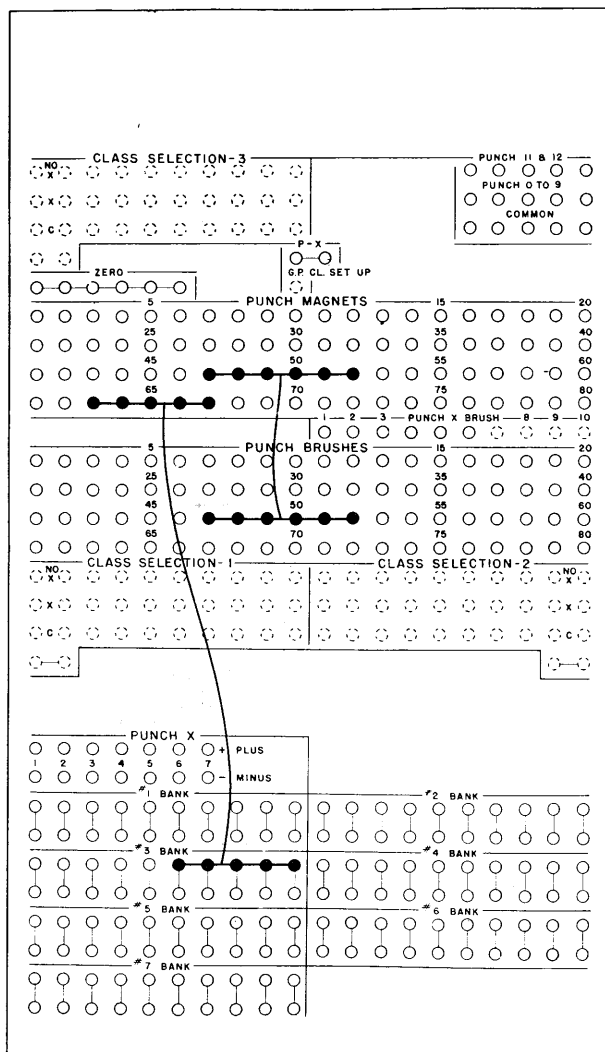 CLASS SELECTION-3
PUNCH 11 & 12
NO
X
PUNCH 0 TO 9
X
COMMON
C
P-X
ZERO
G.P. CL. SET UP
5 PUNCH MAGNETS 15 20
25 30 35 40
45 50 55 60
65 70 75 80
1 2 3 PUNCH X BRUSH 8 9 10
5 PUNCH BRUSHES 15 20
25 30 35 40
45 50 55 60
65 70 75 80
CLASS SELECTION-1 CLASS SELECTION-2
NO NO
X X
X X
C C
PUNCH X
+ PLUS
1 2 3 4 5 6 7
- MINUS
#1 BANK #2 BANK
#3 BANK #4 BANK
#5 BANK #6 BANK
#7 BANK